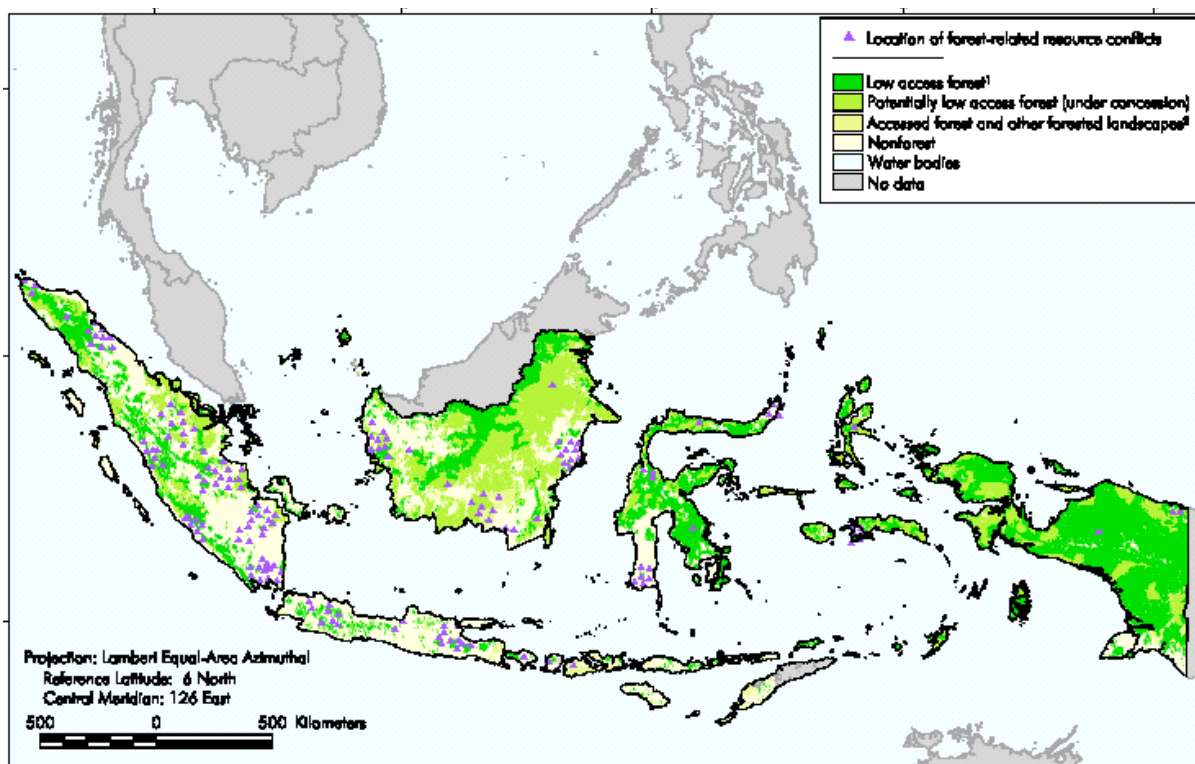 Location of forest-related resource conflicts
Low access forest¹
Potentially low access forest (under concession)
Accessed forest and other forested landscapes²
Nonforest
Water bodies
No data
Projection: Lambert Equal-Area Azimuthal
Reference Latitude: 6 North
Central Meridian: 126 East
500 0 500 Kilometers